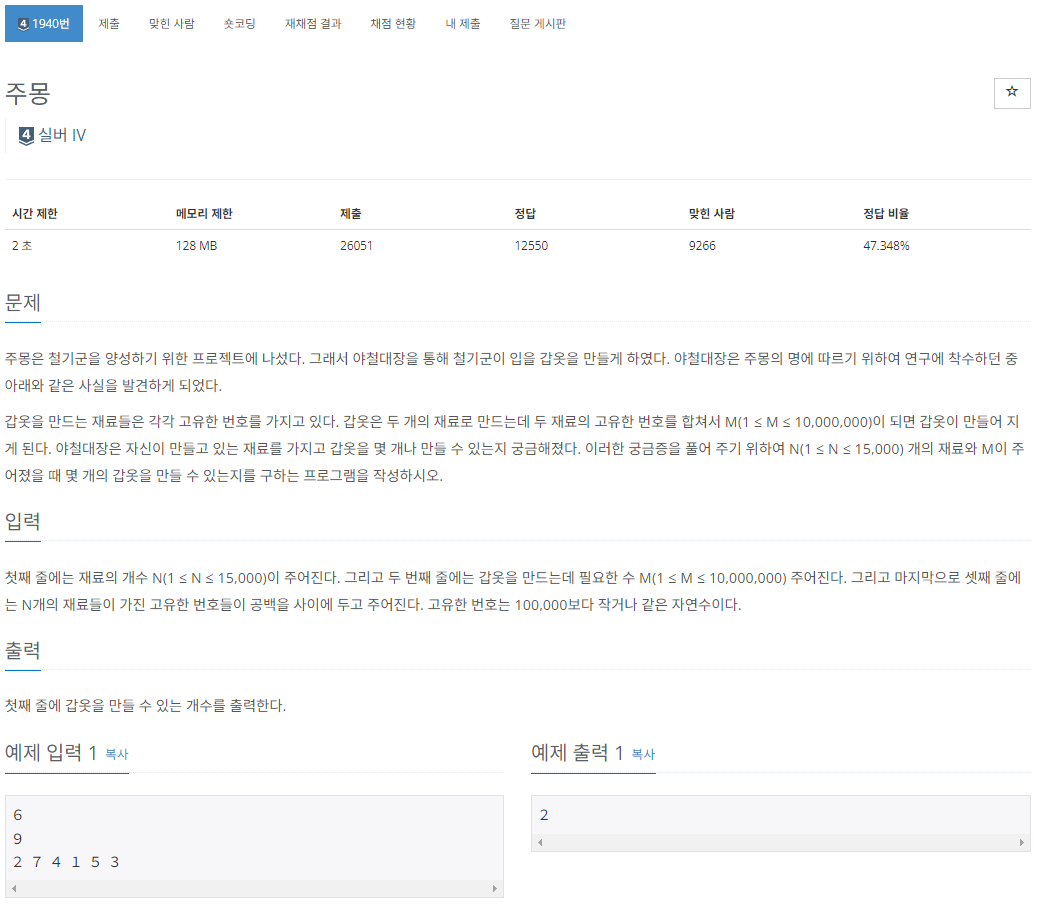 4 1940번 제출 맞힌 사람 숏코딩 재채점 결과 채점 현황 내 제출 질문 게시판
주몽
☆
4 실버 IV
시간 제한 메모리 제한 제출 정답 맞힌 사람 정답 비율
2 초 128 MB 26051 12550 9266 47.348%
문제
주몽은 철기군을 양성하기 위한 프로젝트에 나섰다. 그래서 야철대장을 통해 철기군이 입을 갑옷을 만들게 하였다. 야철대장은 주몽의 명에 따르기 위하여 연구에 착수하던 중
아래와 같은 사실을 발견하게 되었다.
갑옷을 만드는 재료들은 각각 고유한 번호를 가지고 있다. 갑옷은 두 개의 재료로 만드는데 두 재료의 고유한 번호를 합쳐서 M(1 ≤ M ≤ 10,000,000)이 되면 갑옷이 만들어 지
게 된다. 야철대장은 자신이 만들고 있는 재료를 가지고 갑옷을 몇 개나 만들 수 있는지 궁금해졌다. 이러한 궁금증을 풀어 주기 위하여 N(1 ≤ N ≤ 15,000) 개의 재료와 M이 주
어졌을 때 몇 개의 갑옷을 만들 수 있는지를 구하는 프로그램을 작성하시오.
입력
첫째 줄에는 재료의 개수 N(1 ≤ N ≤ 15,000)이 주어진다. 그리고 두 번째 줄에는 갑옷을 만드는데 필요한 수 M(1 ≤ M ≤ 10,000,000) 주어진다. 그리고 마지막으로 셋째 줄에
는 N개의 재료들이 가진 고유한 번호들이 공백을 사이에 두고 주어진다. 고유한 번호는 100,000보다 작거나 같은 자연수이다.
출력
첫째 줄에 갑옷을 만들 수 있는 개수를 출력한다.
예제 입력 1 복사
6
9
2 7 4 1 5 3
예제 출력 1 복사
2